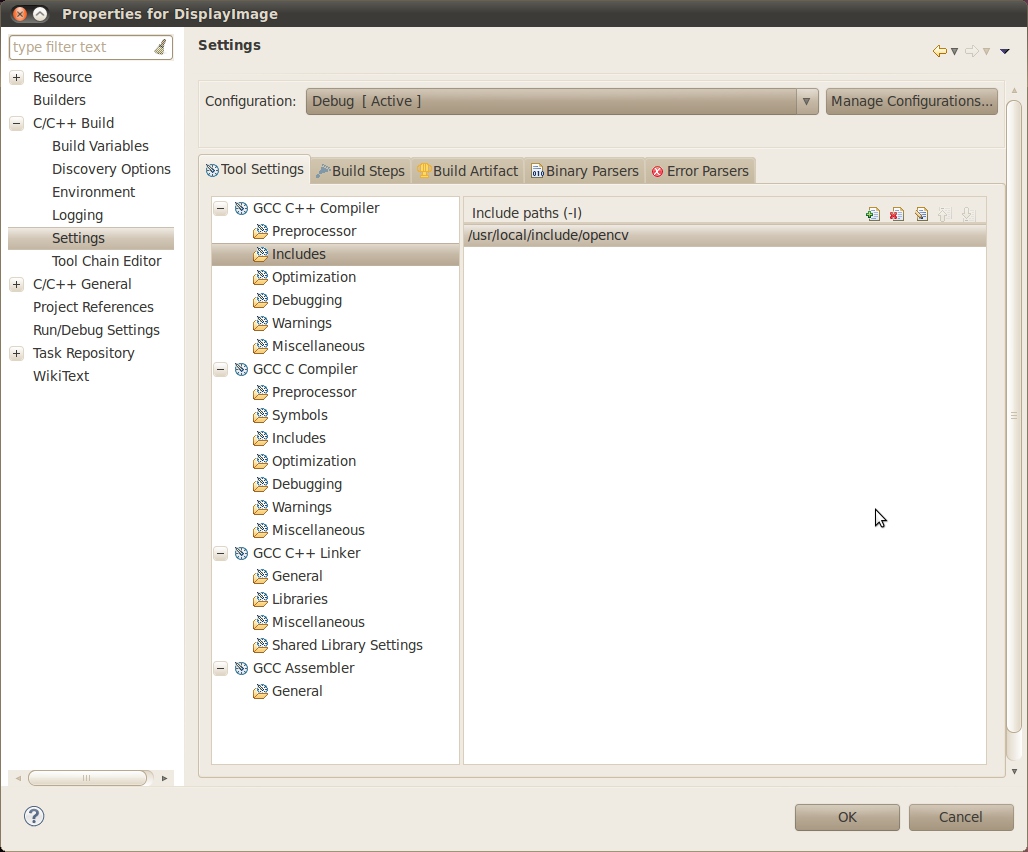 Properties for DisplayImage
type filter text
Resource
Builders
C/C++ Build
Build Variables
Discovery Options
Environment
Logging
Settings
Tool Chain Editor
C/C++ General
Project References
Run/Debug Settings
Task Repository
WikiText
Settings
Configuration: Debug [ Active ] Manage Configurations...
Tool Settings Build Steps Build Artifact Binary Parsers Error Parsers
GCC C++ Compiler
Preprocessor
Includes
Optimization
Debugging
Warnings
Miscellaneous
GCC C Compiler
Preprocessor
Symbols
Includes
Optimization
Debugging
Warnings
Miscellaneous
GCC C++ Linker
General
Libraries
Miscellaneous
Shared Library Settings
GCC Assembler
General
Include paths (-I)
/usr/local/include/opencv
OK Cancel